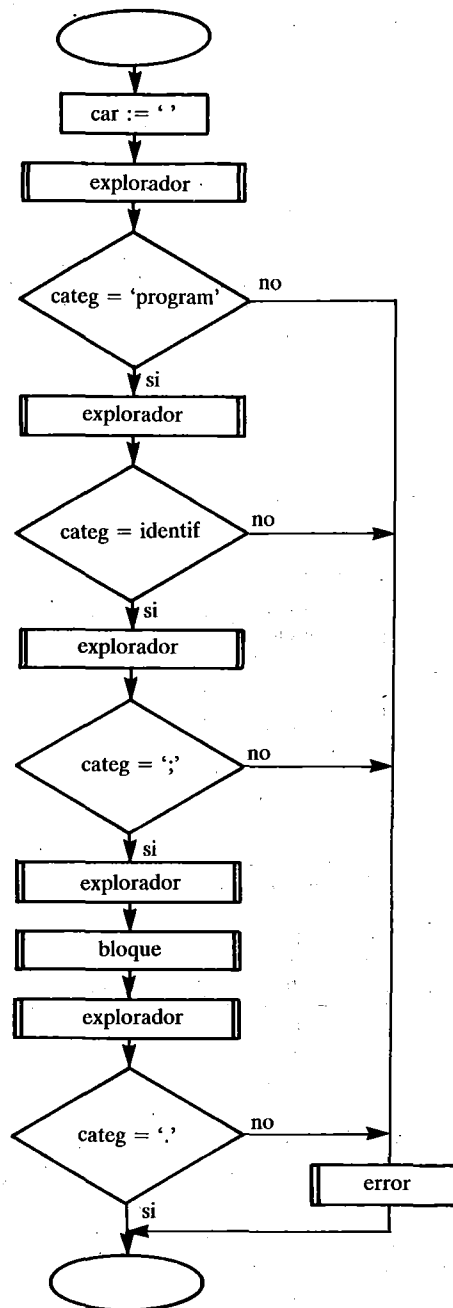 car := ‘ ’
explorador
categ = ‘program’
no
si
explorador
categ = identif
no
si
explorador
categ = ‘;’
no
si
explorador
bloque
explorador
categ = ‘.’
no
error
si